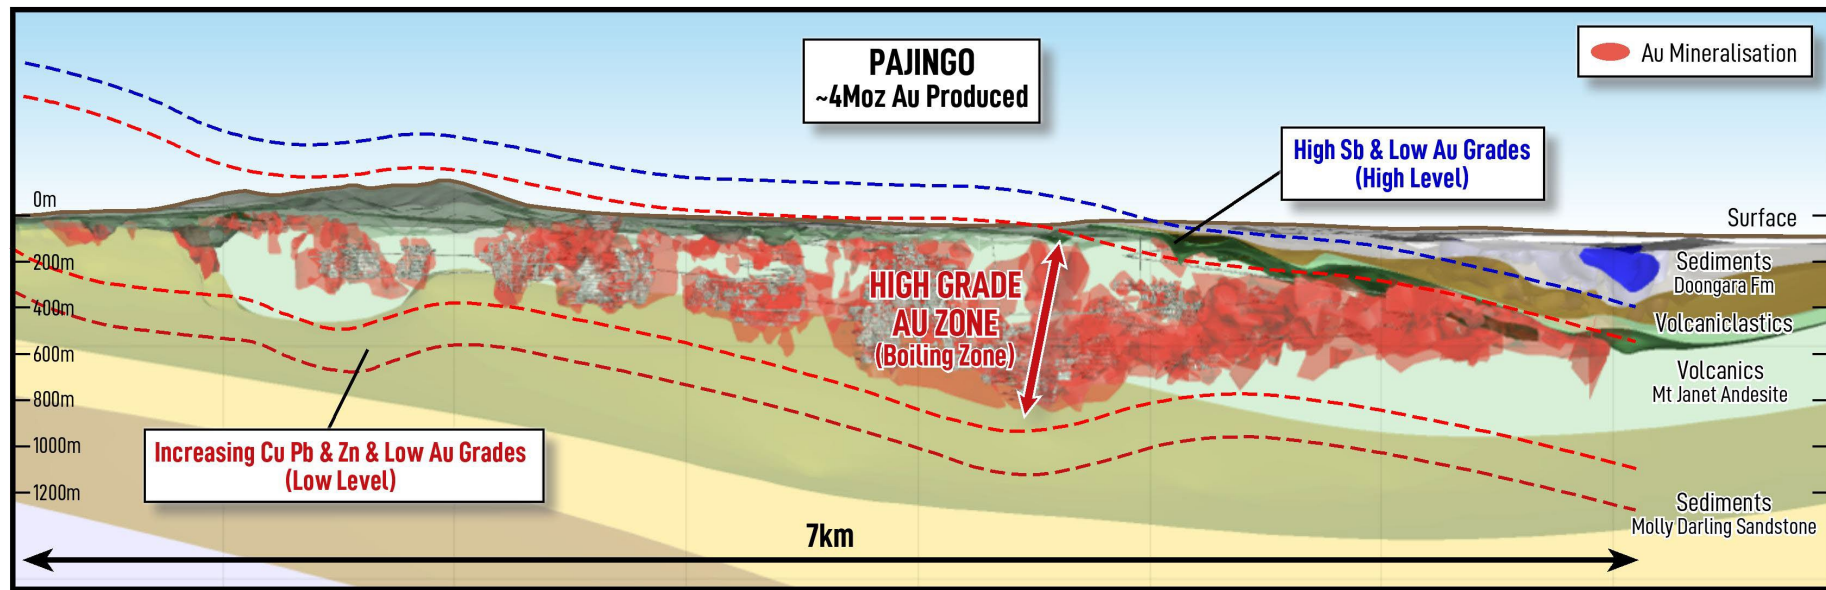 PAJINGO
~4Moz Au Produced
Au Mineralisation
High Sb & Low Au Grades
(High Level)
0m
200m
400m
600m
800m
1000m
1200m
HIGH GRADE
AU ZONE
(Boiling Zone)
Surface
Sediments
Doongara Fm
Volcaniclastics
Volcanics
Mt Janet Andesite
Sediments
Molly Darling Sandstone
Increasing Cu Pb & Zn & Low Au Grades
(Low Level)
7km